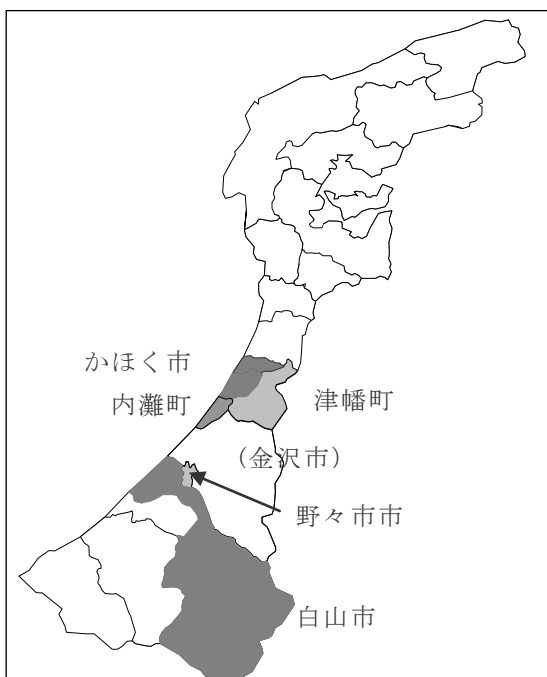 かほく市
内灘町
津幡町
（金沢市）
野々市市
白山市